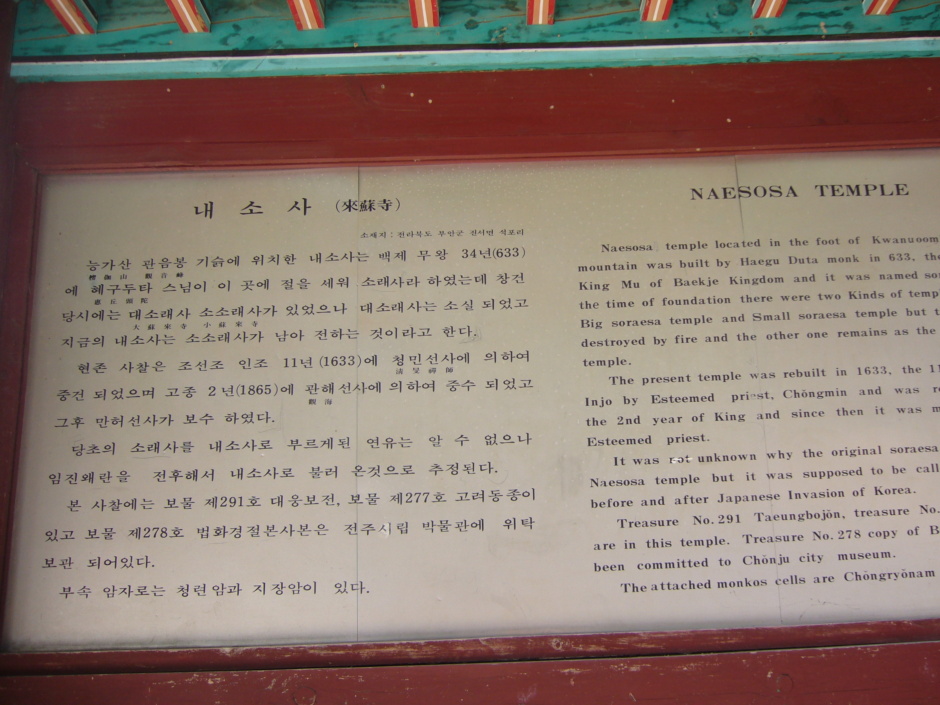 내 소 사 (來蘇寺)
소재지 : 전라북도 부안군 진서면 석포리
능가산 관음봉 기슭에 위치한 내소사는 백제 무왕 34년(633)
楞伽山 觀音峰
에 혜구두타 스님이 이 곳에 절을 세워 소래사라 하였는데 창건
惠丘頭陀
당시에는 대소래사 소소래사가 있었으나 대소래사는 소실 되었고
大蘇來寺 小蘇來寺
지금의 내소사는 소소래사가 남아 전하는 것이라고 한다.
현존 사찰은 조선조 인조 11년(1633)에 청민선사에 의하여
禪師
중건 되었으며 고종 2년(1865)에 관해선사에 의하여 중수 되었고
觀海
그후 만허선사가 보수 하였다.
당초의 소래사를 내소사로 부르게된 연유는 알 수 없으나
임진왜란을 전후해서 내소사로 불러 온것으로 추정된다.
본 사찰에는 보물 제291호 대웅보전, 보물 제277호 고려동종이
있고 보물 제278호 법화경절본사본은 전주시립 박물관에 위탁
보관 되어있다.
부속 암자로는 청련암과 지장암이 있다.
NAESOSA TEMPLE
Naesosa temple located in the foot of Kwanuoom
mountain was built by Haegu Duta monk in 633, the
King Mu of Baekje Kingdom and it was named so
the time of foundation there were two Kinds of temp
Big soraesa temple and Small soraesa temple but t
destroyed by fire and the other one remains as the
temple.
The present temple was rebuilt in 1633, the 11
Injo by Esteemed priest, Chŏngmin and was r
the 2nd year of King and since then it was m
Esteemed priest.
It was not unknown why the original soraesa
Naesosa temple but it was supposed to be call
before and after Japanese Invasion of Korea.
Treasure No. 291 Taeungbojŏn, treasure No.
are in this temple. Treasure No. 278 copy of B
been committed to Chŏnju city museum.
The attached monkos cells are Chŏngryŏnam